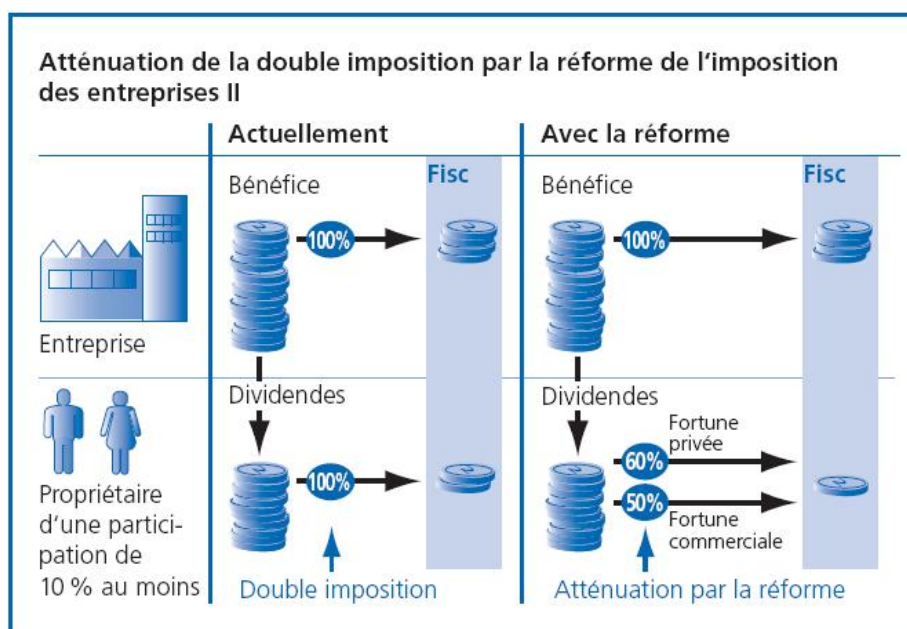 Atténuation de la double imposition par la réforme de l'imposition
des entreprises II
Actuellement
Avec la réforme
Bénéfice
Fisc
Bénéfice
Fisc
100%
100%
Entreprise
Dividendes
Dividendes
Fortune
privée
100%
60%
50%
Fortune
commerciale
Propriétaire
d'une partici-
pation de
10 % au moins
Double imposition
Atténuation par la réforme